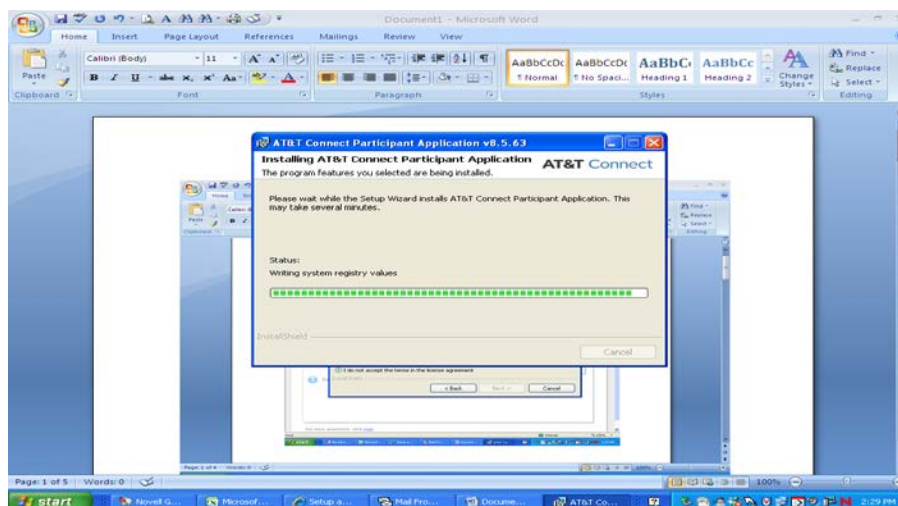 Document1 - Microsoft Word
Home Insert Page Layout References Mailings Review View
Calibri (Body) 11
Paste
B I U abe x, x' Aa A
AaBbCcDc AaBbCcDc AaBbC AaBbCc
¶ Normal ¶ No Spaci... Heading 1 Heading 2
Change Styles
Find
Replace
Select
Clipboard Font Paragraph Styles Editing
AT&T Connect Participant Application v8.5.63
Installing AT&T Connect Participant Application
AT&T Connect
The program features you selected are being installed.
Please wait while the Setup Wizard installs AT&T Connect Participant Application. This
may take several minutes.
Status:
Writing system registry values
InstallShield
Cancel
I do not accept the terms in the license agreement
< Back Next > Cancel
Page: 1 of 5 Words: 0
100%
start Novell G... Microsof... Setup a... Mail Fro... Docume... AT&T Co... 2:29 PM